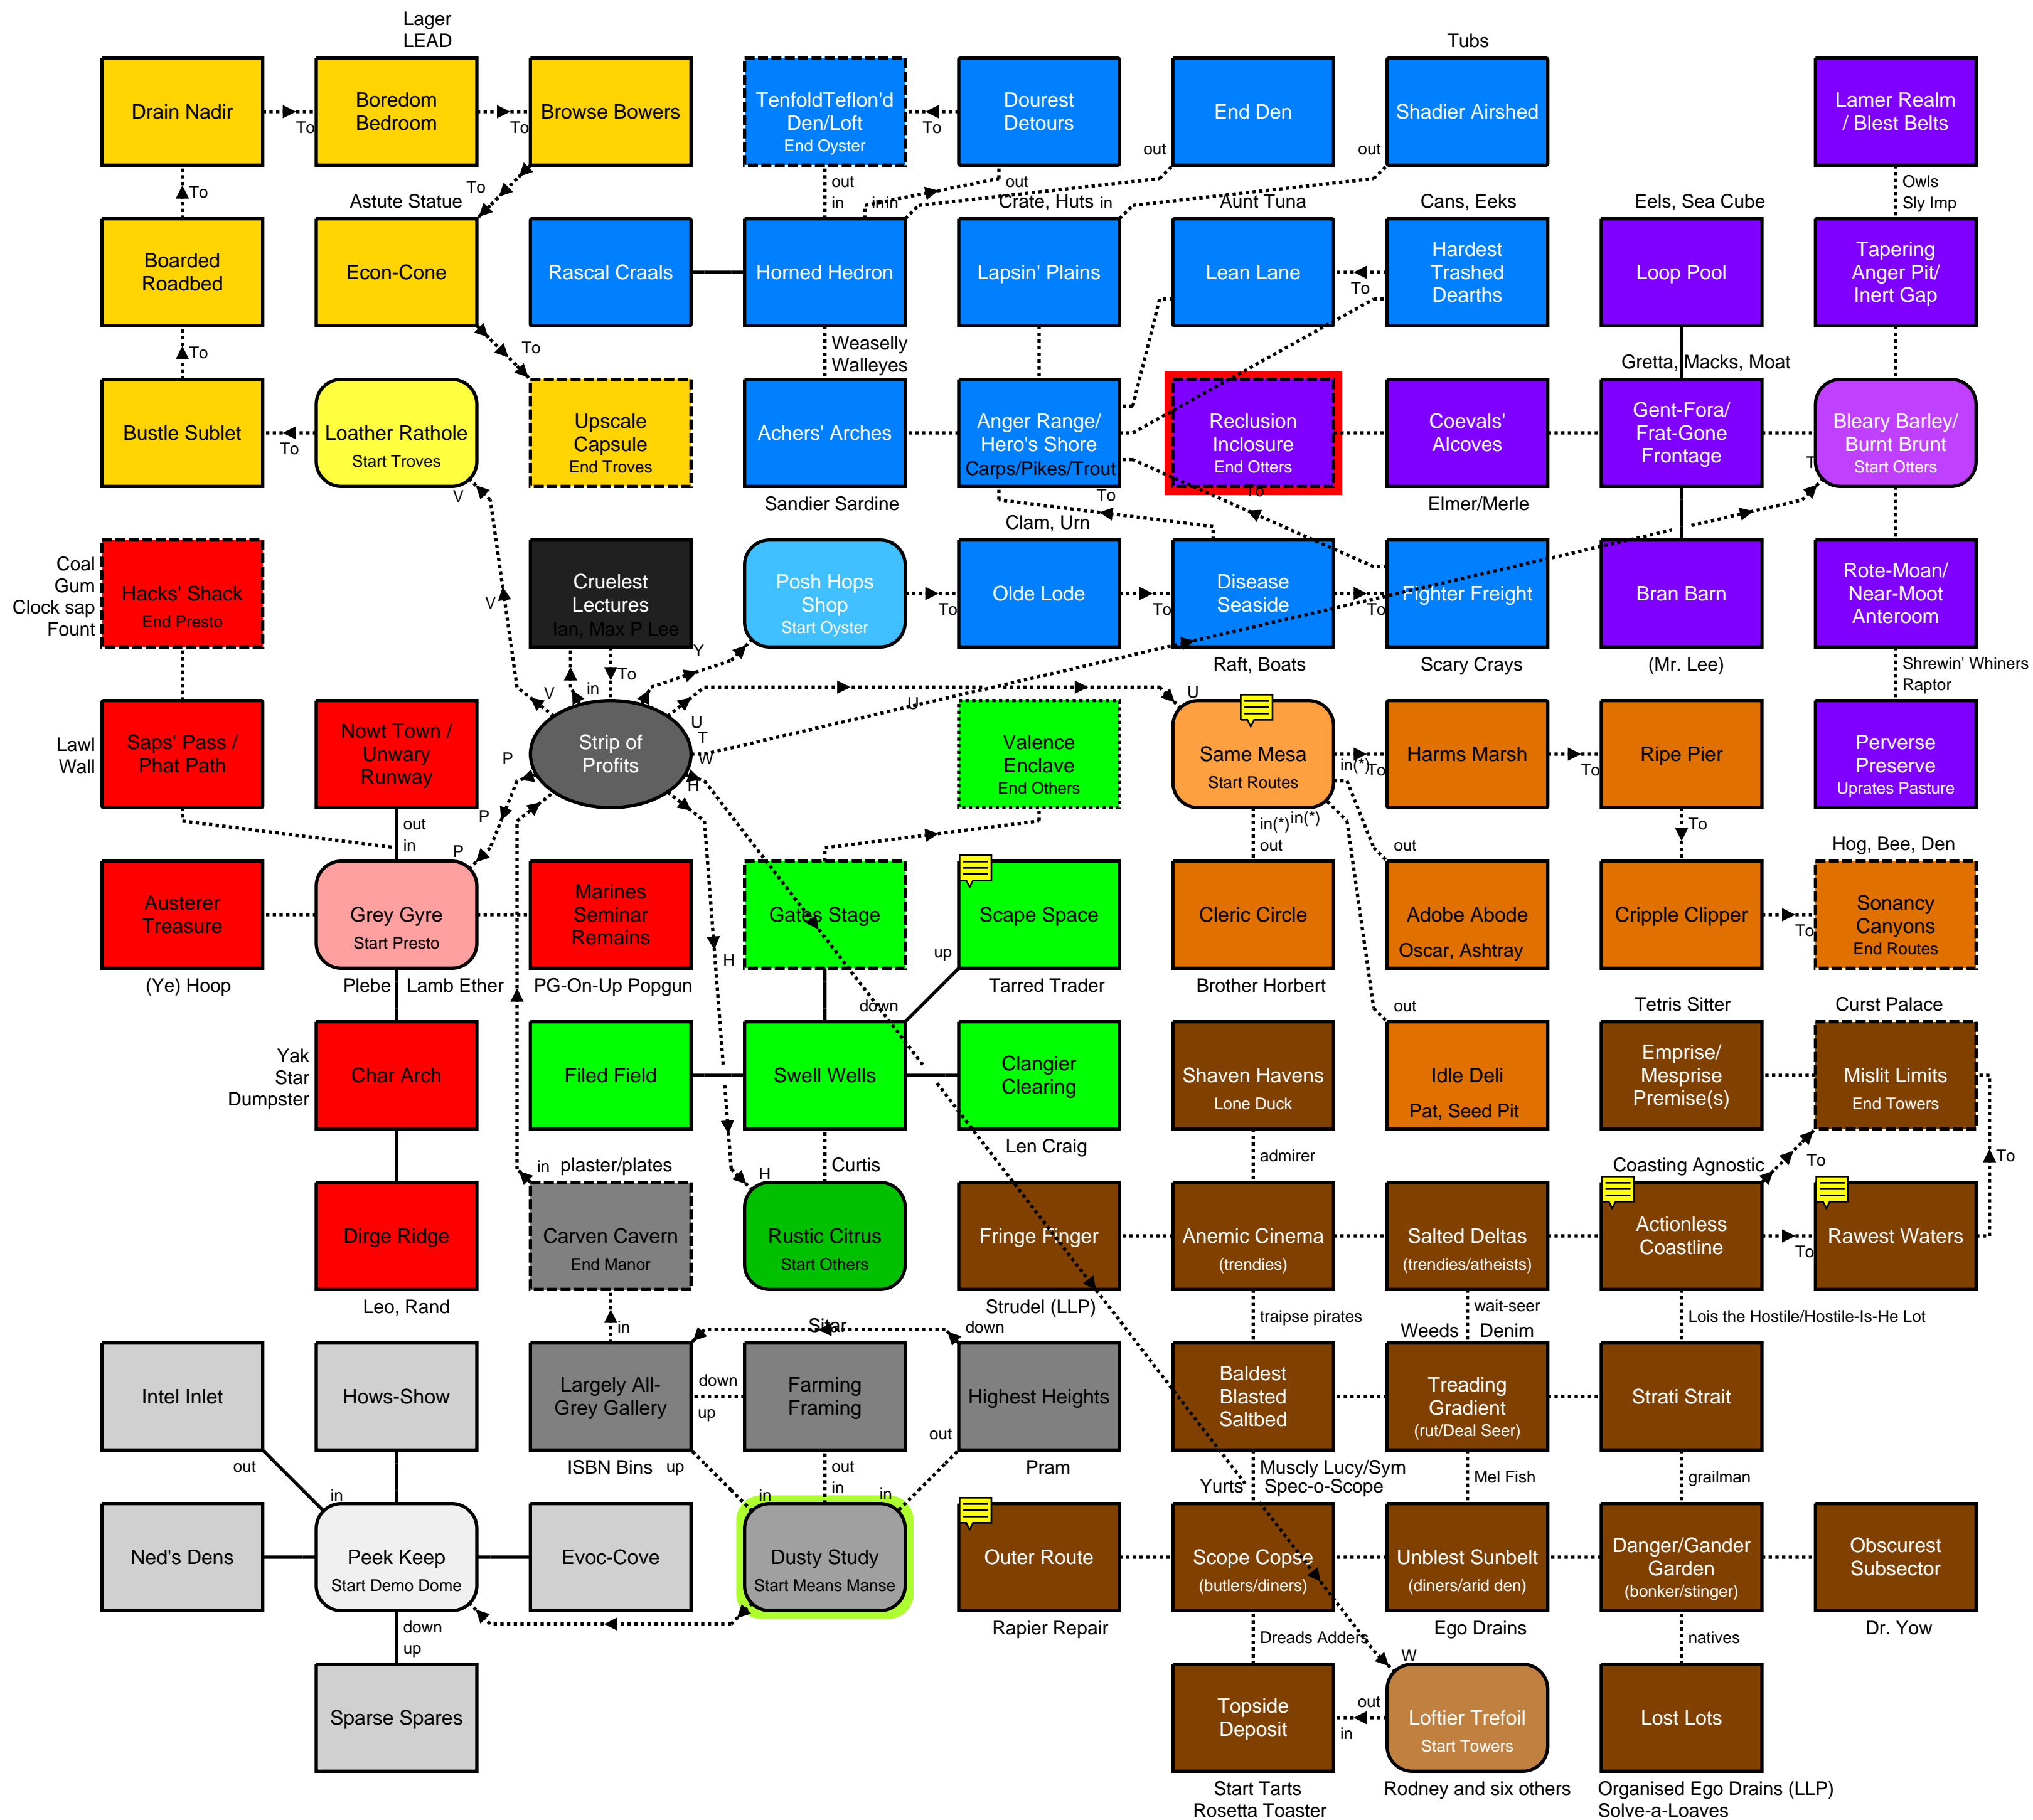 Lager
LEAD
Tubs
Drain Nadir
To
Boredom
Bedroom
To
Browse Bowers
TenfoldTeflon'd
Den/Loft
End Oyster
To
Dourest
Detours
End Den
Shadier Airshed
Lamer Realm
/ Blest Belts
To
To
out
in
inin
out
out
out
in
Owls
Sly Imp
Astute Statue
Crate, Huts
Aunt Tuna
Cans, Eeks
Eels, Sea Cube
Boarded
Roadbed
Econ-Cone
Rascal Craals
Horned Hedron
Lapsin' Plains
Lean Lane
To
Hardest
Trashed
Dearths
Loop Pool
Tapering
Anger Pit/
Inert Gap
To
To
Weaselly
Walleyes
Gretta, Macks, Moat
Bustle Sublet
To
Loather Rathole
Start Troves
Upscale
Capsule
End Troves
Achers' Arches
Anger Range/
Hero's Shore
Carps/Pikes/Trout
Reclusion
Inclosure
End Otters
Coevals'
Alcoves
Gent-Fora/
Frat-Gone
Frontage
Bleary Barley/
Burnt Brunt
Start Otters
T
V
Sandier Sardine
To
To
Elmer/Merle
Clam, Urn
Coal
Gum
Clock sap
Fount
Hacks' Shack
End Presto
V
Cruelest
Lectures
Ian, Max P Lee
Posh Hops
Shop
Start Oyster
To
Olde Lode
To
Disease
Seaside
To
Fighter Freight
Bran Barn
Rote-Moan/
Near-Moot
Anteroom
Y
To
in
V
Raft, Boats
Scary Crays
(Mr. Lee)
Shrewin' Whiners
Raptor
Lawl
Wall
Saps' Pass /
Phat Path
Nowt Town /
Unwary
Runway
P
Strip of
Profits
U
T
W
H
U
Valence
Enclave
End Others
U
Same Mesa
Start Routes
in(*)
To
Harms Marsh
To
Ripe Pier
Perverse
Preserve
Uprates Pasture
out
in
P
P
in(*)
in(*)
out
out
To
Hog, Bee, Den
Austerer
Treasure
Grey Gyre
Start Presto
Marines
Seminar
Remains
H
Gates Stage
Scape Space
up
Cleric Circle
Adobe Abode
Oscar, Ashtray
Cripple Clipper
To
Sonancy
Canyons
End Routes
(Ye) Hoop
Plebe
Lamb Ether
PG-On-Up Popgun
down
Tarred Trader
Brother Horbert
out
Tetris Sitter
Curst Palace
Yak
Star
Dumpster
Char Arch
Filed Field
Swell Wells
Clangier
Clearing
Shaven Havens
Lone Duck
Idle Deli
Pat, Seed Pit
Emprise/
Mesprise
Premise(s)
Mislit Limits
End Towers
in
plaster/plates
H
Curtis
Len Craig
admirer
Coasting Agnostic
To
To
Dirge Ridge
Carven Cavern
End Manor
Rustic Citrus
Start Others
Fringe Finger
Anemic Cinema
(trendies)
Salted Deltas
(trendies/atheists)
Actionless
Coastline
To
Rawest Waters
Leo, Rand
in
Sitar
down
Strudel (LLP)
traipse pirates
wait-seer
Weeds
Denim
Lois the Hostile/Hostile-Is-He Lot
Intel Inlet
Hows-Show
Largely All-
Grey Gallery
down
up
Farming
Framing
Highest Heights
Baldest
Blasted
Saltbed
Treading
Gradient
(rut/Deal Seer)
Strati Strait
out
in
ISBN Bins
up
in
out
in
in
out
Pram
Yurts
Muscly Lucy/Sym
Spec-o-Scope
Mel Fish
grailman
Ned's Dens
Peek Keep
Start Demo Dome
Evoc-Cove
Dusty Study
Start Means Manse
Outer Route
Scope Copse
(butlers/diners)
Unblest Sunbelt
(diners/arid den)
Danger/Gander
Garden
(bonker/stinger)
Obscurest
Subsector
down
up
Rapier Repair
Dreads Adders
Ego Drains
W
natives
Dr. Yow
Sparse Spares
Topside
Deposit
out
in
Loftier Trefoil
Start Towers
Lost Lots
Start Tarts
Rosetta Toaster
Rodney and six others
Organised Ego Drains (LLP)
Solve-a-Loaves